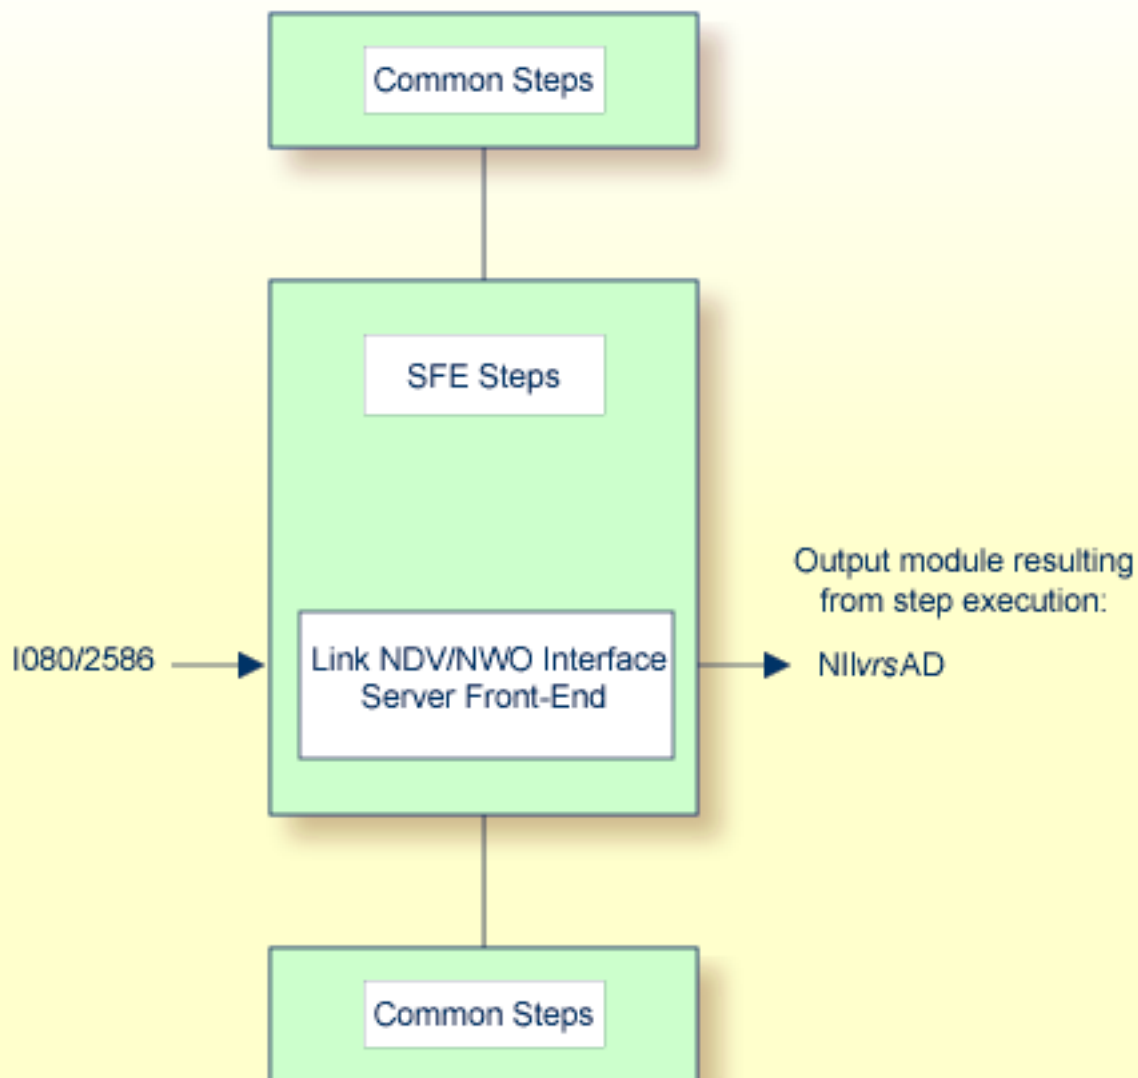 Common Steps
SFE Steps
Output module resulting
from step execution:
I080/2586
Link NDV/NWO Interface
Server Front-End
NIIvrsAD
Common Steps